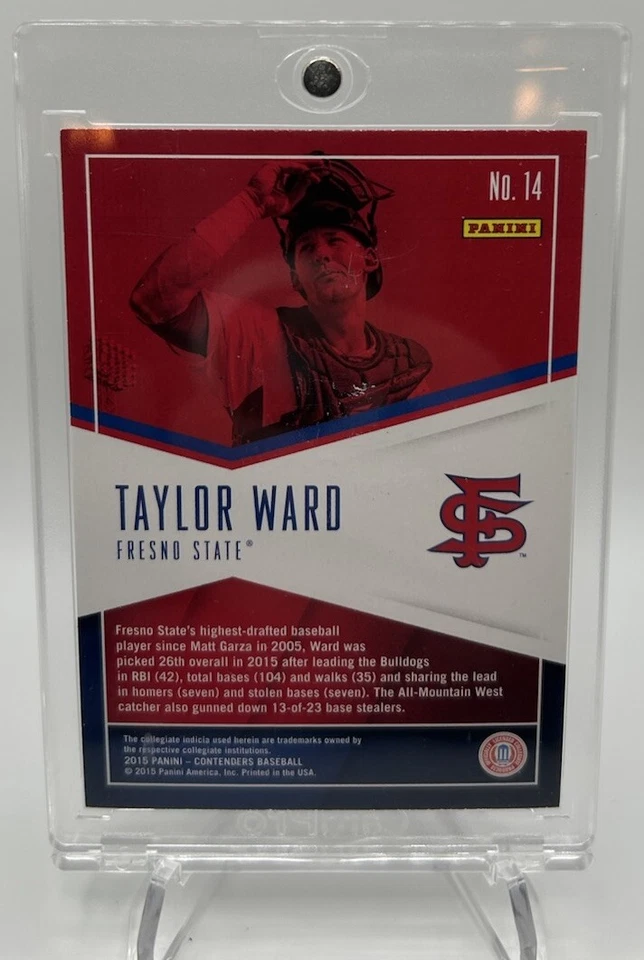 No. 14
PANINI
TAYLOR WARD
FRESNO STATE®
FS
™
Fresno State's highest-drafted baseball
player since Matt Garza in 2005, Ward was
picked 26th overall in 2015 after leading the Bulldogs
in RBI (42), total bases (104) and walks (35) and sharing the lead
in homers (seven) and stolen bases (seven). The All-Mountain West
catcher also gunned down 13-of-23 base stealers.
The collegiate indicia used herein are trademarks owned by
the respective collegiate institutions.
2015 PANINI – CONTENDERS BASEBALL
© 2015 Panini America, Inc. Printed in the USA.